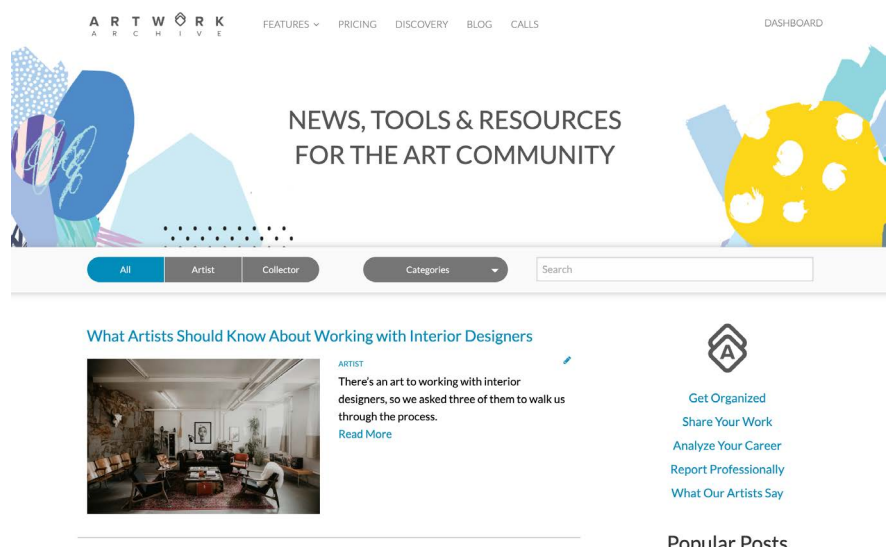 ARTWORK
ARCHIVE
FEATURES
PRICING
DISCOVERY
BLOG
CALLS
DASHBOARD
NEWS, TOOLS & RESOURCES
FOR THE ART COMMUNITY
All
Artist
Collector
Categories
Search
What Artists Should Know About Working with Interior Designers
ARTIST
There's an art to working with interior
designers, so we asked three of them to walk us
through the process.
Read More
A
Get Organized
Share Your Work
Analyze Your Career
Report Professionally
What Our Artists Say
Popular Posts